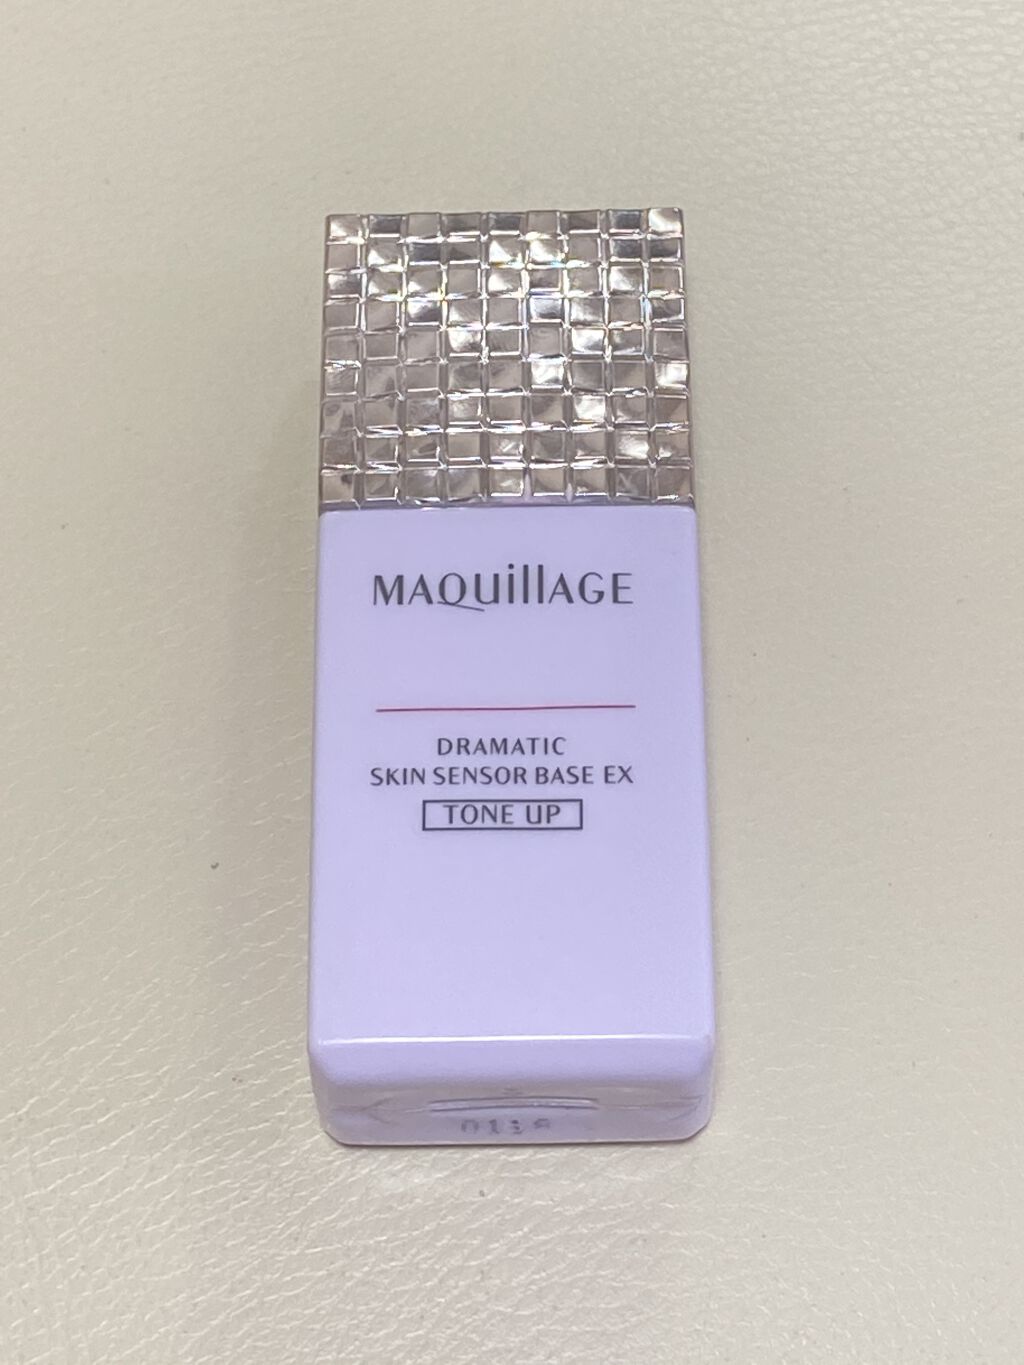 MAQuillAGE
DRAMATIC
SKIN SENSOR BASE EX
TONE UP